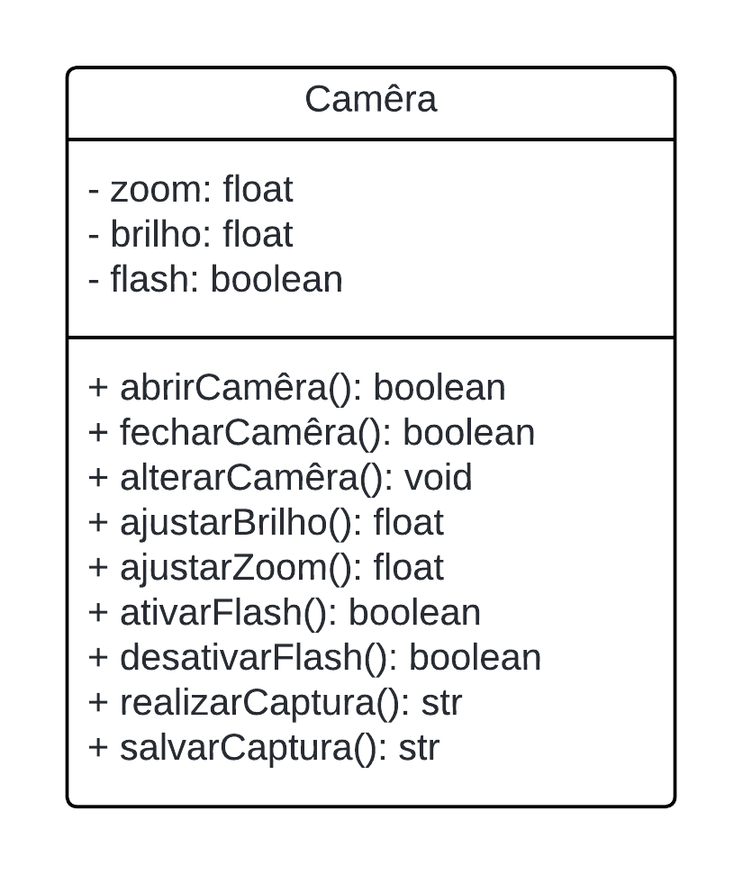 Camêra
- zoom: float
- brilho: float
- flash: boolean
+ abrirCamêra(): boolean
+ fecharCamêra(): boolean
+ alterarCamêra(): void
+ ajustarBrilho(): float
+ ajustarZoom(): float
+ ativarFlash(): boolean
+ desativarFlash(): boolean
+ realizarCaptura(): str
+ salvarCaptura(): str